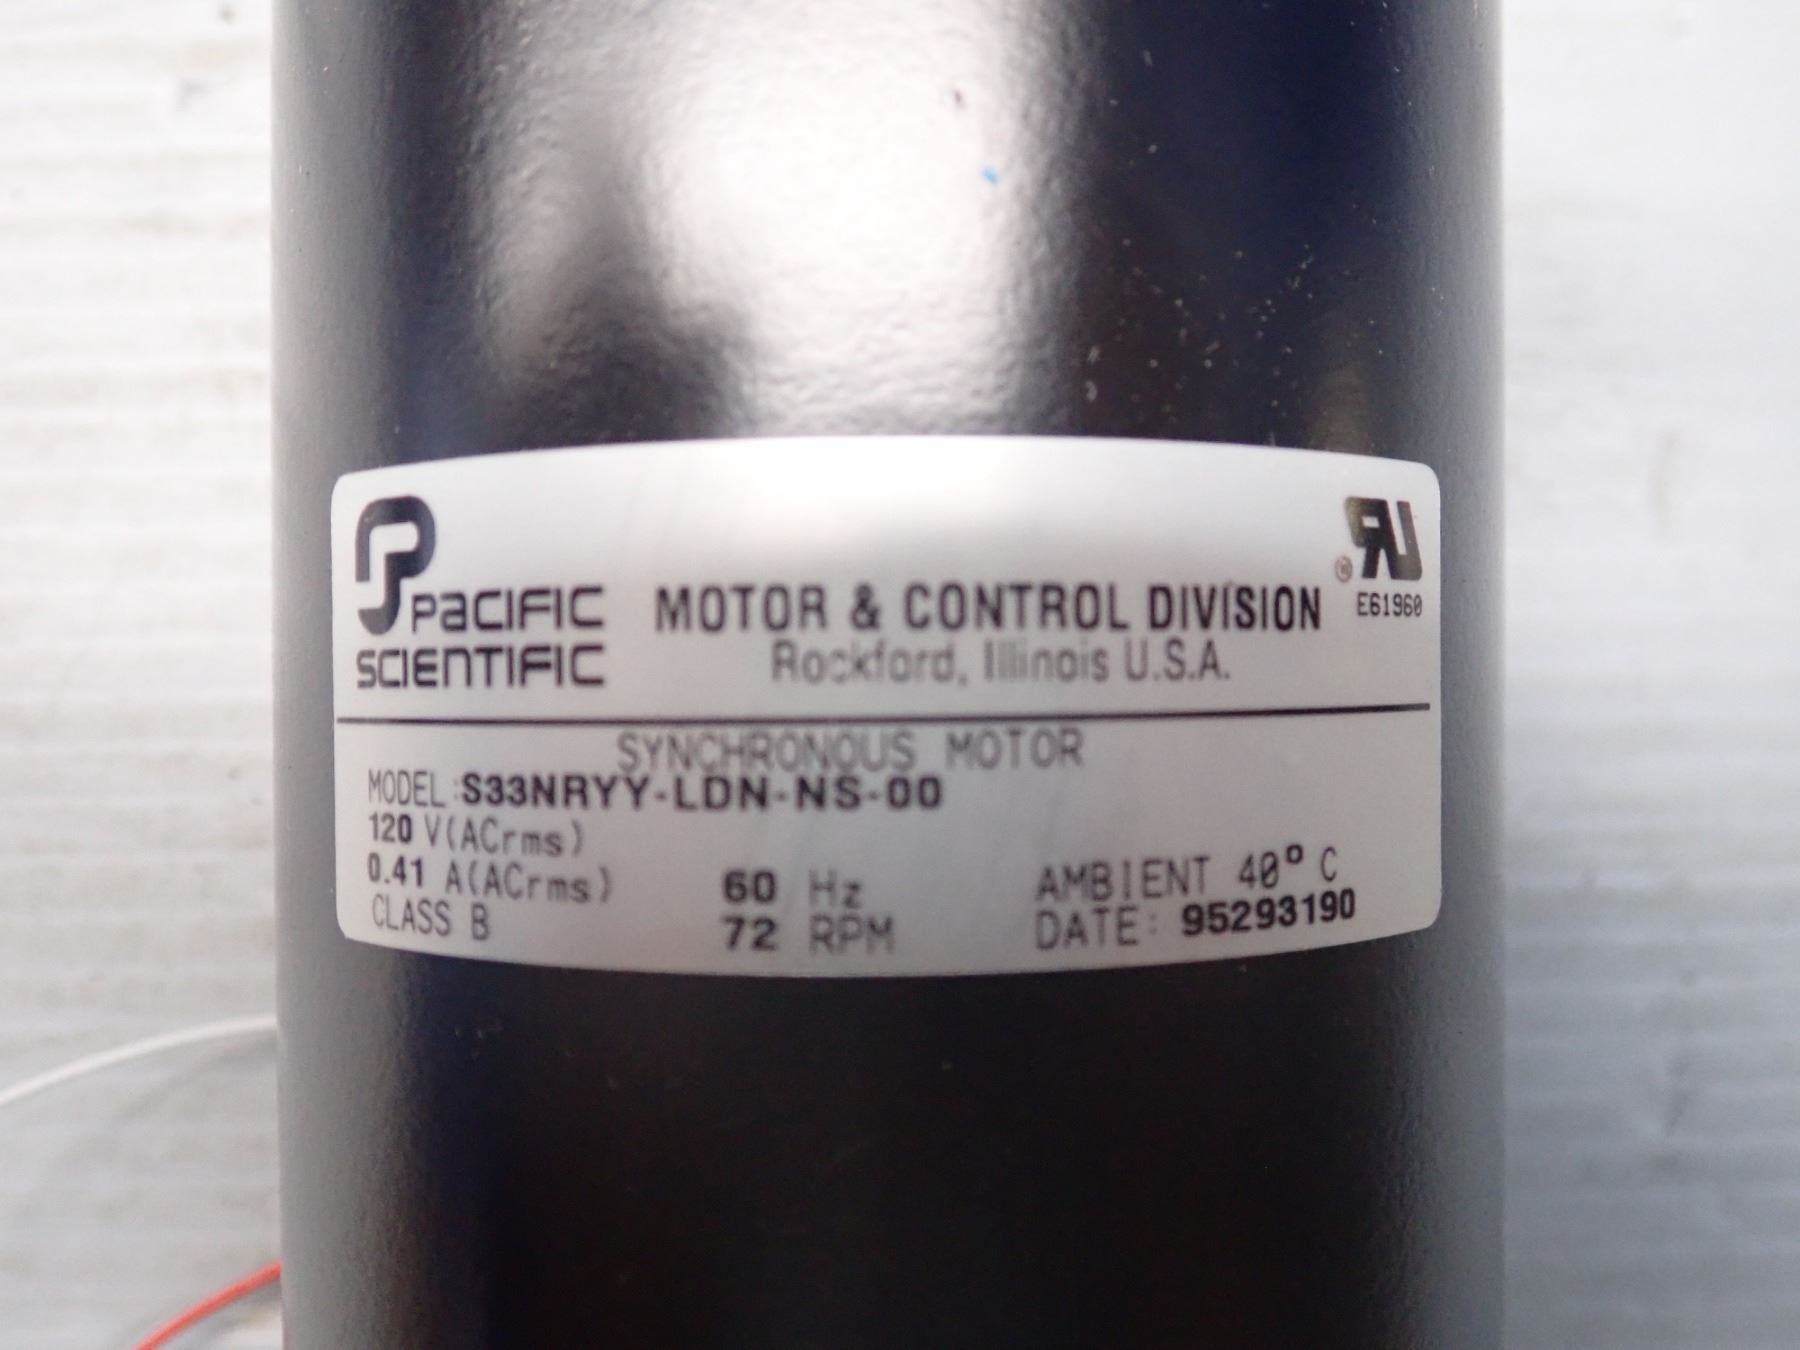 PACIFIC
SCIENTIFIC
MOTOR & CONTROL DIVISION
Rockford, Illinois U.S.A.
RU ®
E61960
SYNCHRONOUS MOTOR
MODEL: S33NRYY-LDN-NS-00
120 V(ACrms)
0.41 A(ACrms) 60 Hz AMBIENT 40° C
CLASS B 72 RPM DATE: 95293190